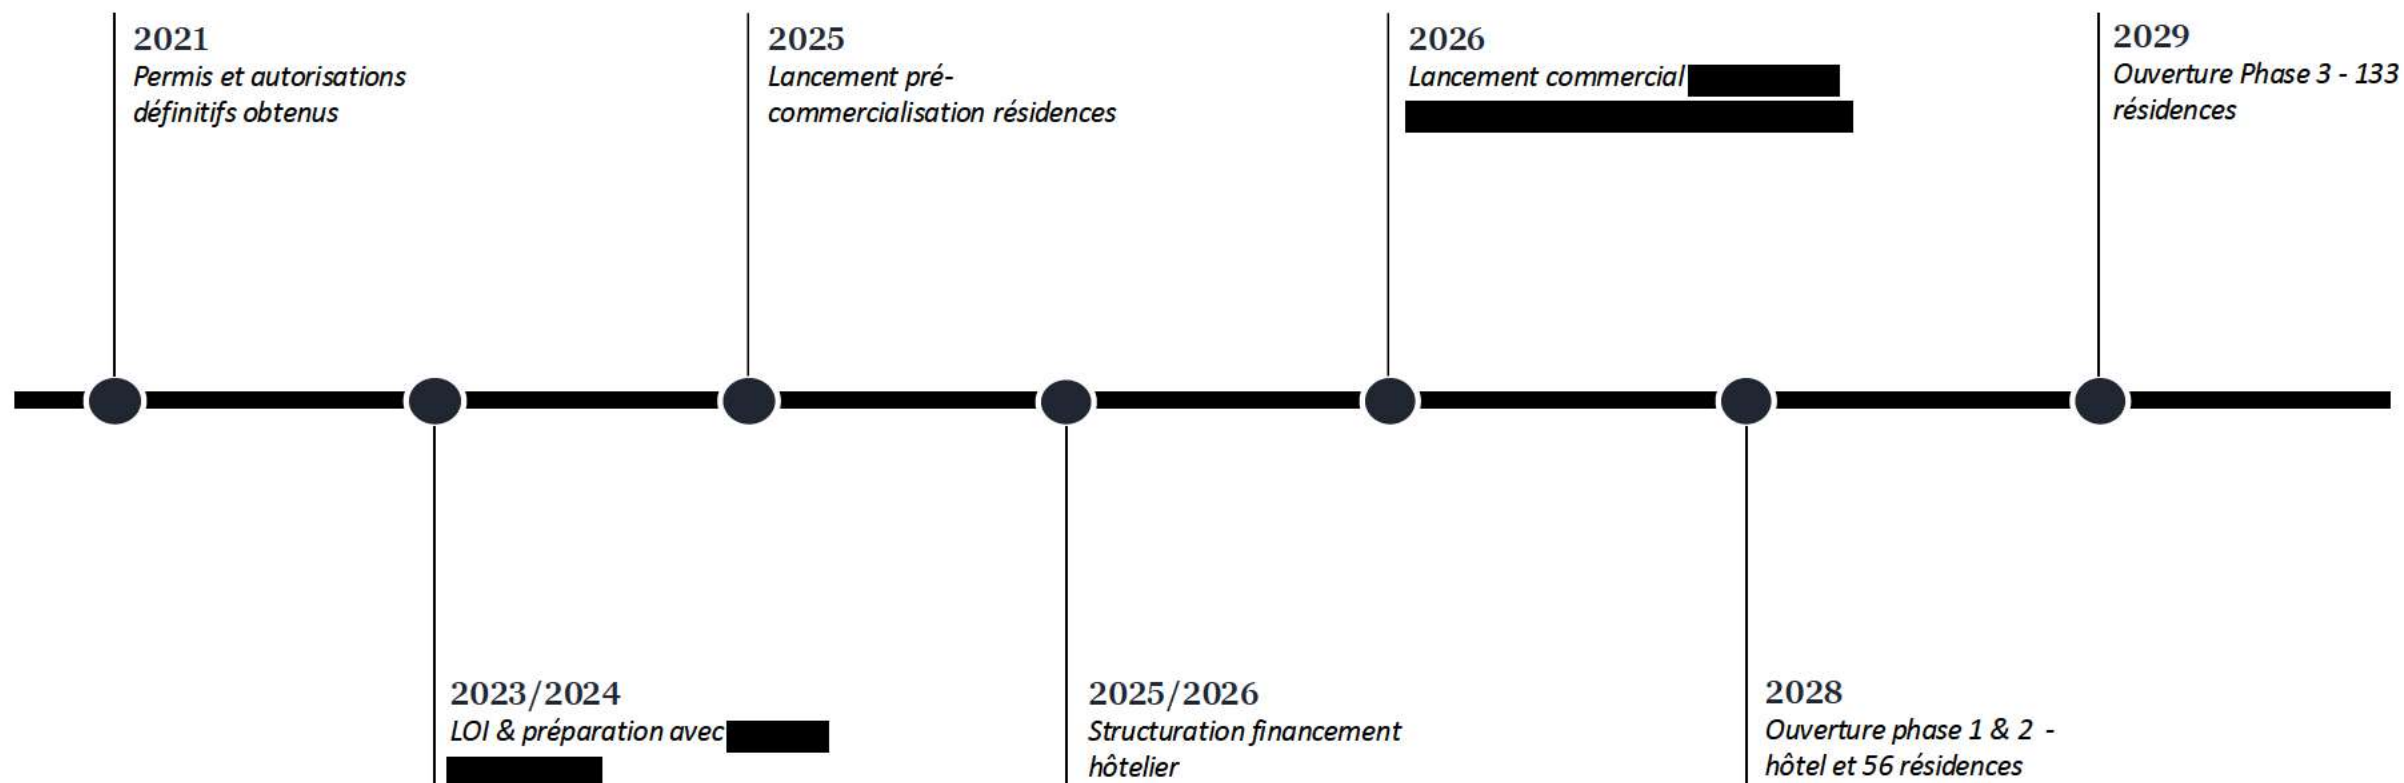 2021
Permis et autorisations
définitifs obtenus
2023/2024
LOI & préparation avec
2025
Lancement pré-
commercialisation résidences
2025/2026
Structuration financement
hôtelier
2026
Lancement commercial
2028
Ouverture phase 1 & 2 -
hôtel et 56 résidences
2029
Ouverture Phase 3 - 133
résidences